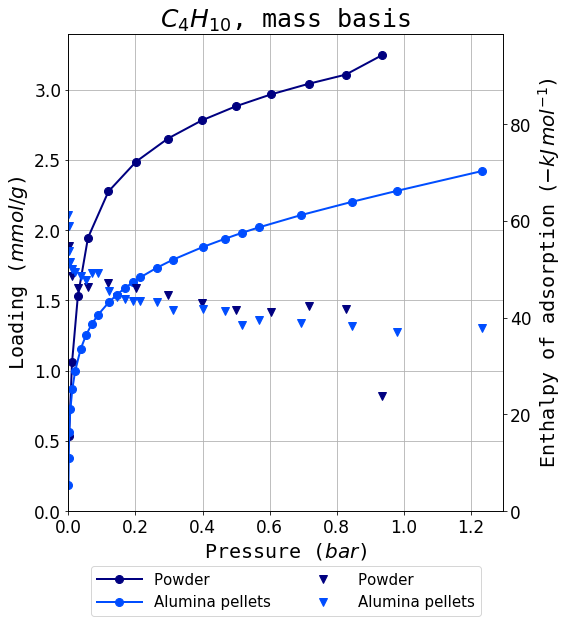 C₄H₁₀, mass basis
3.0
2.5
2.0
1.5
1.0
0.5
0.0
Loading (mmol/g)
80
60
40
20
0
Enthalpy of adsorption (−kJmol⁻¹)
0.0 0.2 0.4 0.6 0.8 1.0 1.2
Pressure (bar)
Powder Powder
Alumina pellets Alumina pellets